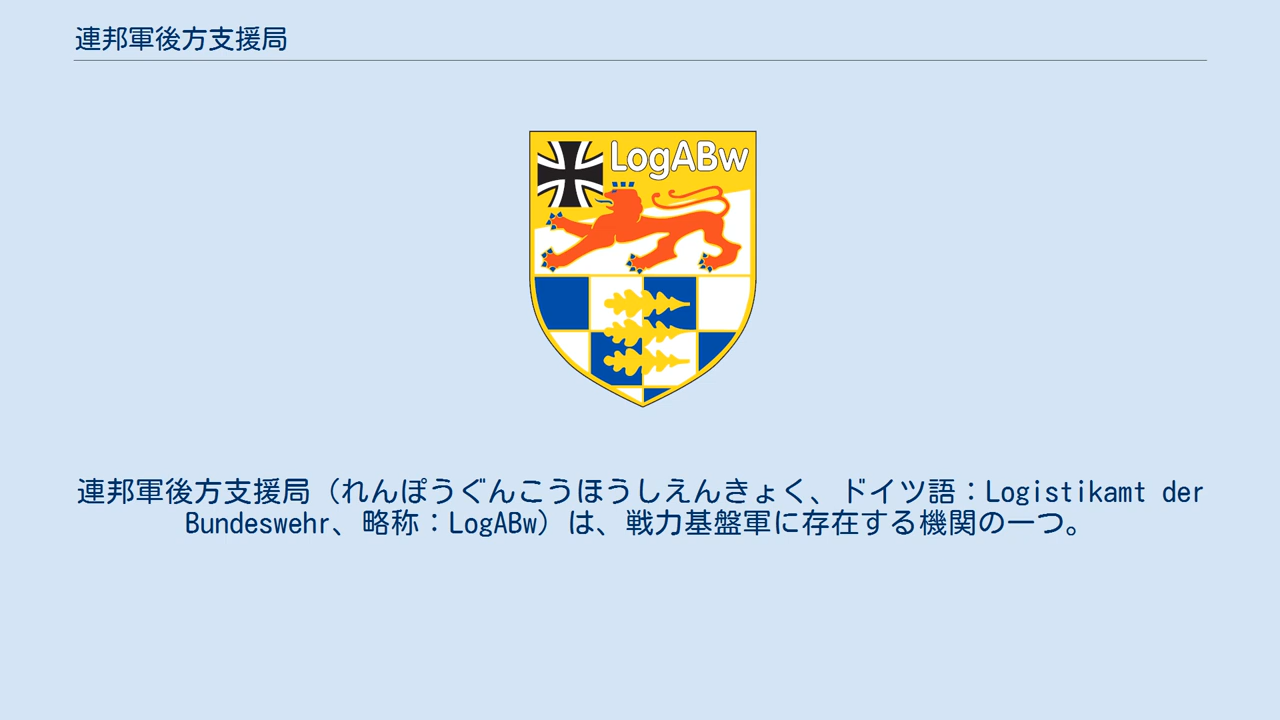 連邦軍後方支援局
LogABw
連邦軍後方支援局（れんぽうぐんこうほうしえんきょく、ドイツ語：Logistikamt der
Bundeswehr、略称：LogABw）は、戦力基盤軍に存在する機関の一つ。